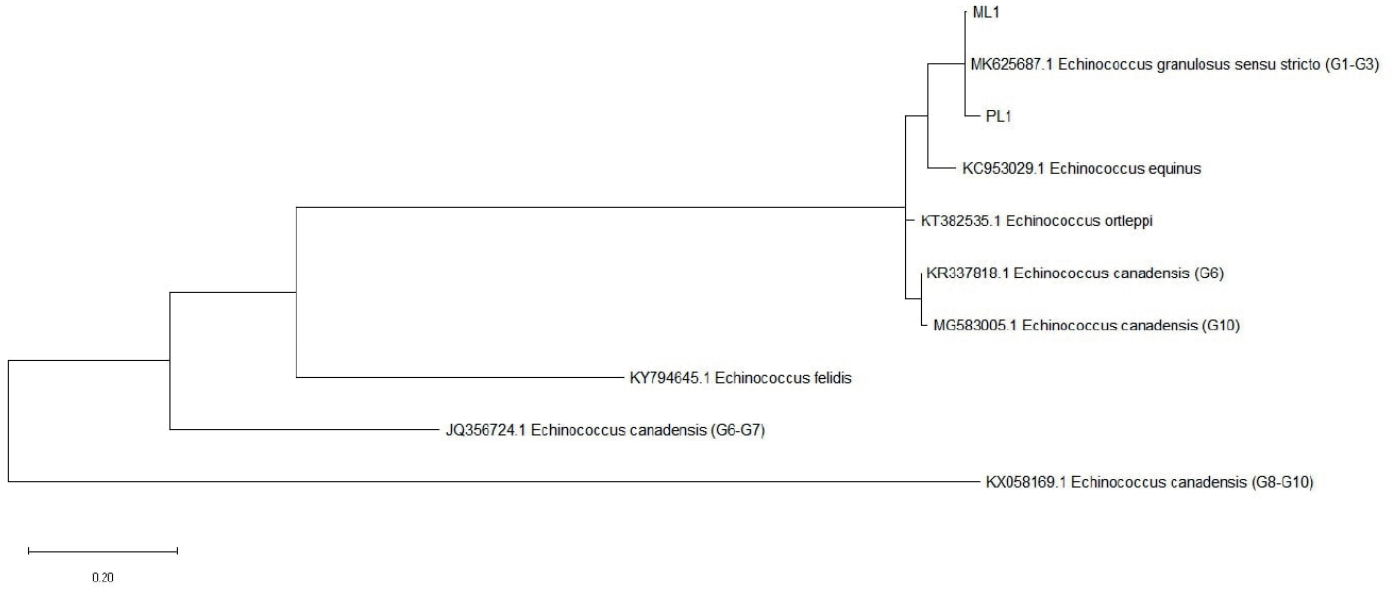 ML1
MK625687.1 Echinococcus granulosus sensu stricto (G1-G3)
PL1
KC953029.1 Echinococcus equinus
KT382535.1 Echinococcus ortleppi
KR337818.1 Echinococcus canadensis (G6)
MG583005.1 Echinococcus canadensis (G10)
KY794645.1 Echinococcus felidis
JQ356724.1 Echinococcus canadensis (G6-G7)
KX058169.1 Echinococcus canadensis (G8-G10)
0.20